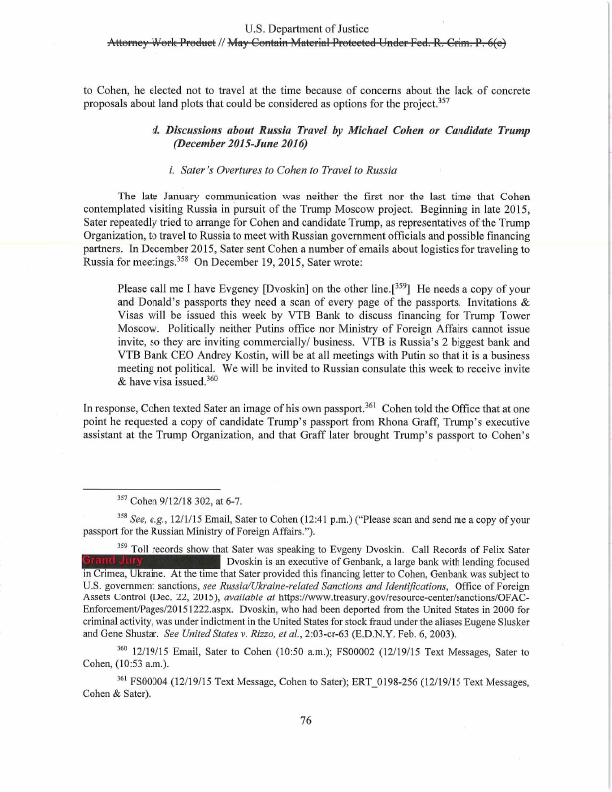 U.S. Department of Justice
Attorney Work Product // May Contain Material Protected Under Fed. R. Crim. P. 6(e)
to Cohen, he elected not to travel at the time because of concerns about the lack of concrete
proposals about land plots that could be considered as options for the project.357
d. Discussions about Russia Travel by Michael Cohen or Candidate Trump
(December 2015-June 2016)
i. Sater's Overtures to Cohen to Travel to Russia
The late January communication was neither the first nor the last time that Cohen
contemplated visiting Russia in pursuit of the Trump Moscow project. Beginning in late 2015,
Sater repeatedly tried to arrange for Cohen and candidate Trump, as representatives of the Trump
Organization, to travel to Russia to meet with Russian government officials and possible financing
partners. In December 2015, Sater sent Cohen a number of emails about logistics for traveling to
Russia for meetings.358 On December 19, 2015, Sater wrote:
Please call me I have Evgeney [Dvoskin] on the other line.[359] He needs a copy of your
and Donald's passports they need a scan of every page of the passports. Invitations &
Visas will be issued this week by VTB Bank to discuss financing for Trump Tower
Moscow. Politically neither Putins office nor Ministry of Foreign Affairs cannot issue
invite, so they are inviting commercially/ business. VTB is Russia's 2 biggest bank and
VTB Bank CEO Andrey Kostin, will be at all meetings with Putin so that it is a business
meeting not political. We will be invited to Russian consulate this week to receive invite
& have visa issued.360
In response, Cohen texted Sater an image of his own passport.361 Cohen told the Office that at one
point he requested a copy of candidate Trump's passport from Rhona Graff, Trump's executive
assistant at the Trump Organization, and that Graff later brought Trump's passport to Cohen's
357 Cohen 9/12/18 302, at 6-7.
358 See, e.g., 12/1/15 Email, Sater to Cohen (12:41 p.m.) ("Please scan and send me a copy of your
passport for the Russian Ministry of Foreign Affairs.").
359 Toll records show that Sater was speaking to Evgeny Dvoskin. Call Records of Felix Sater
Grand Jury Dvoskin is an executive of Genbank, a large bank with lending focused
in Crimea, Ukraine. At the time that Sater provided this financing letter to Cohen, Genbank was subject to
U.S. government sanctions, see Russia/Ukraine-related Sanctions and Identifications, Office of Foreign
Assets Control (Dec. 22, 2015), available at https://www.treasury.gov/resource-center/sanctions/OFAC-
Enforcement/Pages/20151222.aspx. Dvoskin, who had been deported from the United States in 2000 for
criminal activity, was under indictment in the United States for stock fraud under the aliases Eugene Slusker
and Gene Shustar. See United States v. Rizzo, et al., 2:03-cr-63 (E.D.N.Y. Feb. 6, 2003).
360 12/19/15 Email, Sater to Cohen (10:50 a.m.); FS00002 (12/19/15 Text Messages, Sater to
Cohen, (10:53 a.m.).
361 FS00004 (12/19/15 Text Message, Cohen to Sater); ERT_0198-256 (12/19/15 Text Messages,
Cohen & Sater).
76